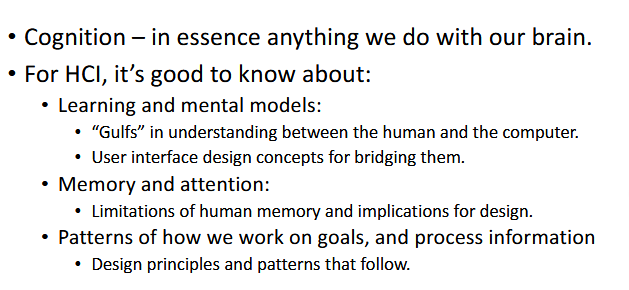 • Cognition – in essence anything we do with our brain.
• For HCI, it’s good to know about:
• Learning and mental models:
• “Gulfs” in understanding between the human and the computer.
• User interface design concepts for bridging them.
• Memory and attention:
• Limitations of human memory and implications for design.
• Patterns of how we work on goals, and process information
• Design principles and patterns that follow.